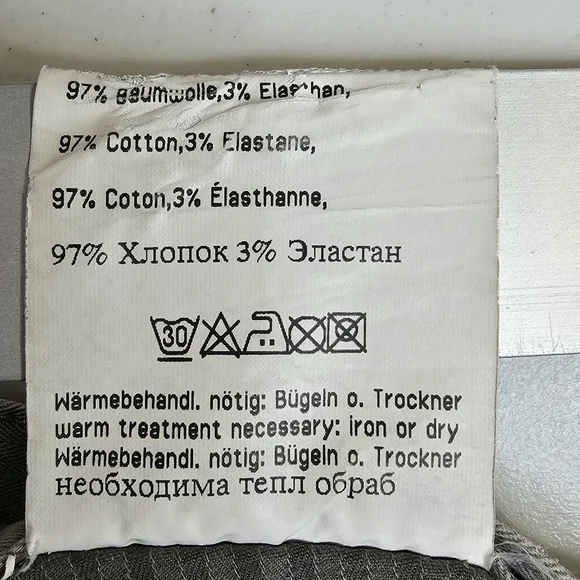 97% Baumwolle,3% Elasthan,
97% Cotton,3% Elastane,
97% Coton,3% Élasthanne,
97% Хлопок 3% Эластан
30
Wärmebehandl. nötig: Bügeln o. Trockner
warm treatment necessary: iron or dry
Wärmebehandl. nötig: Bügeln o. Trockner
необходима тепл обраб